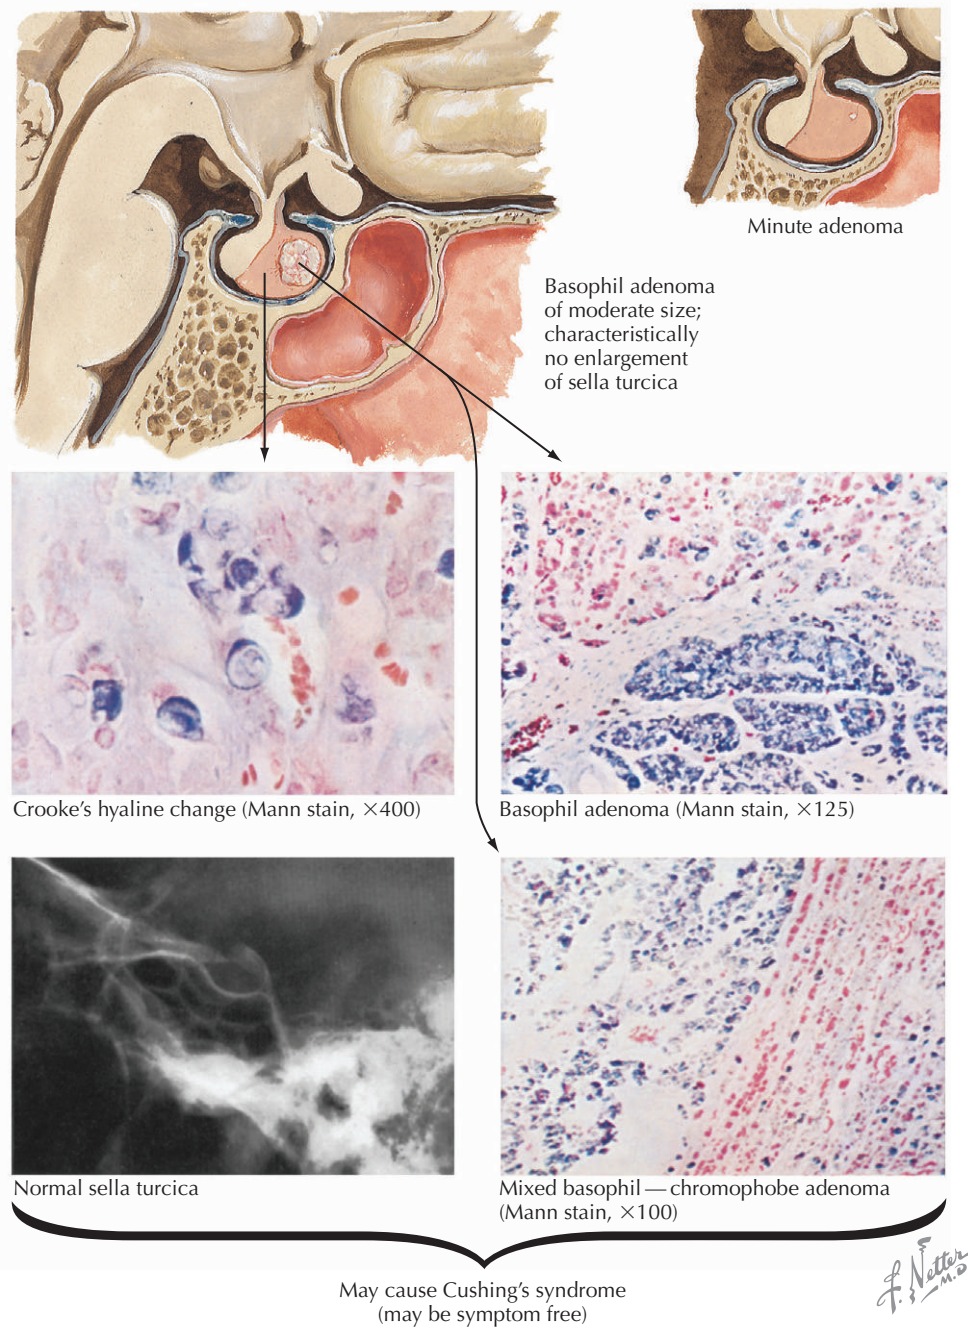 Minute adenoma
Basophil adenoma
of moderate size;
characteristically
no enlargement
of sella turcica
Crooke’s hyaline change (Mann stain, ×400)
Basophil adenoma (Mann stain, ×125)
Normal sella turcica
Mixed basophil — chromophobe adenoma
(Mann stain, ×100)
May cause Cushing’s syndrome
(may be symptom free)
F. Netter
M.D